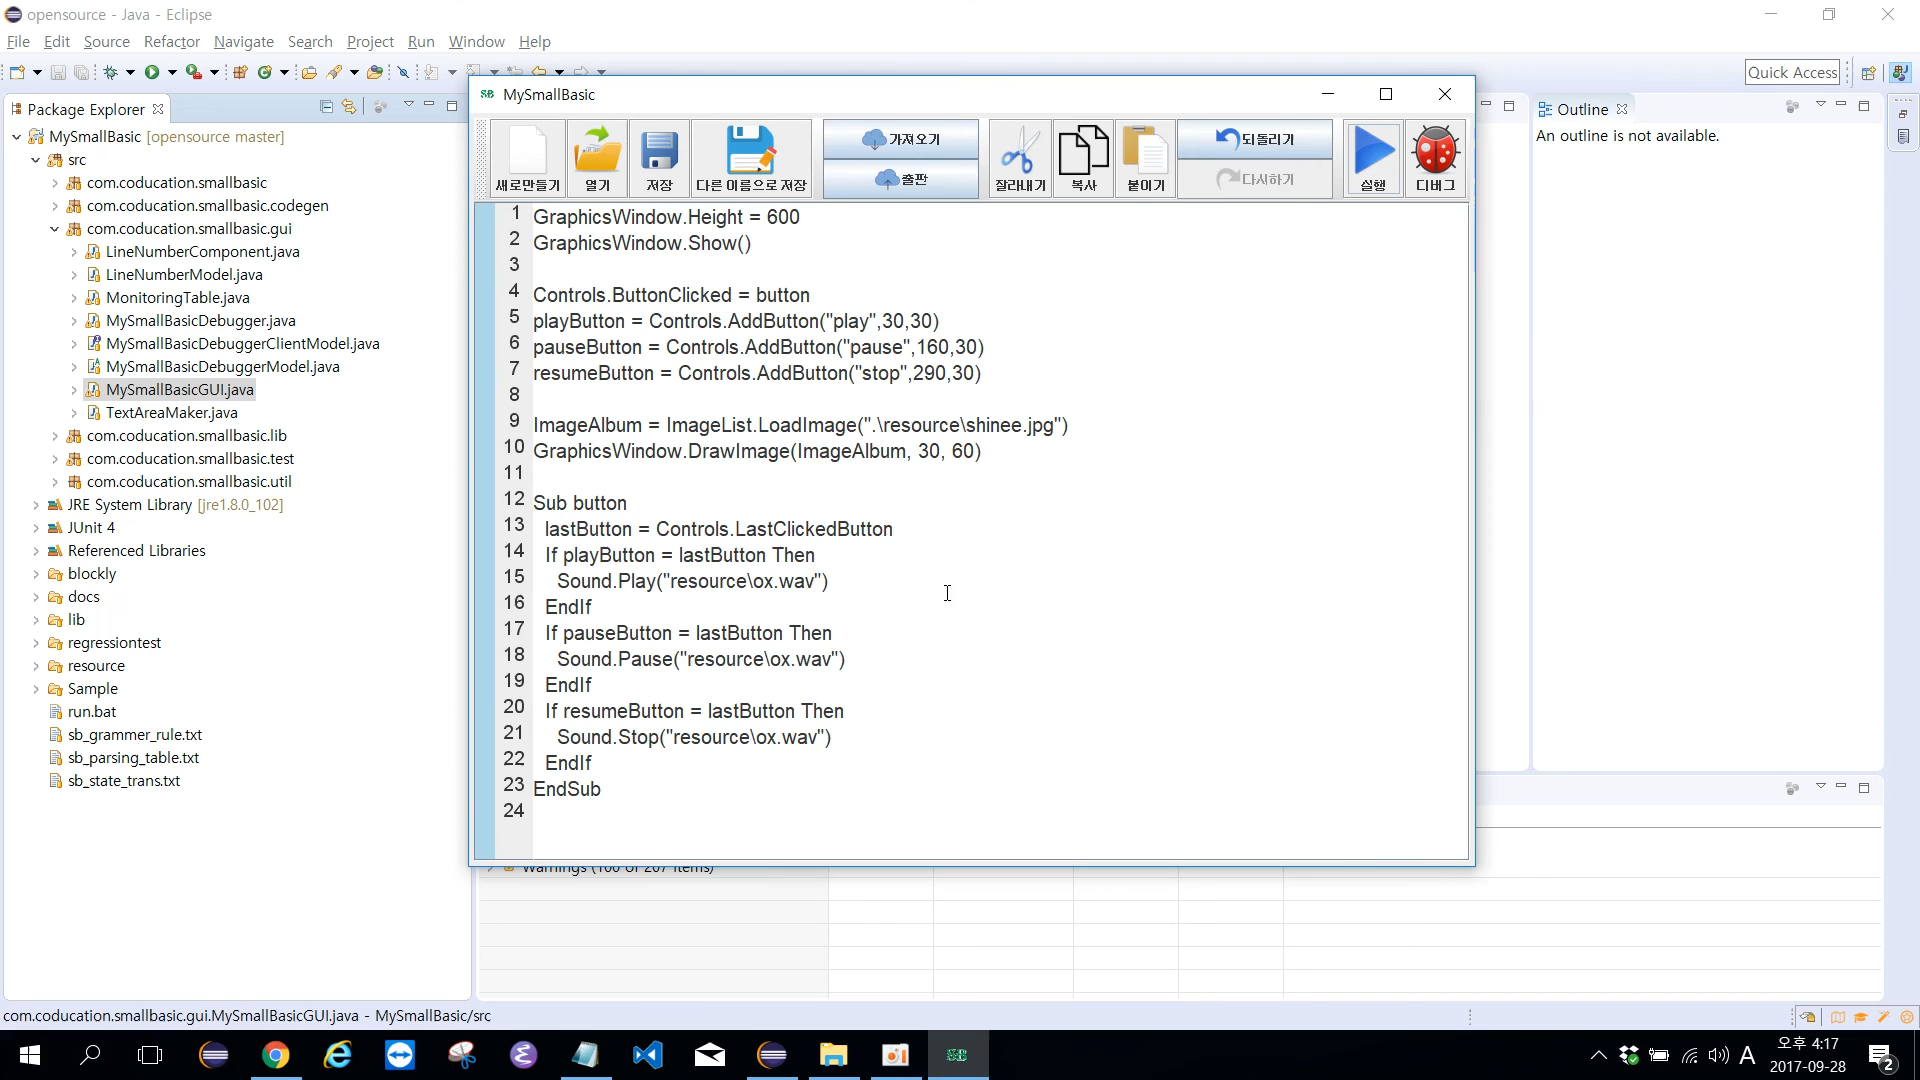 opensource - Java - Eclipse
File Edit Source Refactor Navigate Search Project Run Window Help
Quick Access
Package Explorer
MySmallBasic [opensource master]
src
com.coducation.smallbasic
com.coducation.smallbasic.codegen
com.coducation.smallbasic.gui
LineNumberComponent.java
LineNumberModel.java
MonitoringTable.java
MySmallBasicDebugger.java
MySmallBasicDebuggerClientModel.java
MySmallBasicDebuggerModel.java
MySmallBasicGUI.java
TextAreaMaker.java
com.coducation.smallbasic.lib
com.coducation.smallbasic.test
com.coducation.smallbasic.util
JRE System Library [jre1.8.0_102]
JUnit 4
Referenced Libraries
blockly
docs
lib
regressiontest
resource
Sample
run.bat
sb_grammer_rule.txt
sb_parsing_table.txt
sb_state_trans.txt
SB MySmallBasic
새로만들기 열기 저장 다른 이름으로 저장 가져오기 출판 잘라내기 복사 붙이기 되돌리기 다시하기 실행 디버그
1 GraphicsWindow.Height = 600
2 GraphicsWindow.Show()
3
4 Controls.ButtonClicked = button
5 playButton = Controls.AddButton("play",30,30)
6 pauseButton = Controls.AddButton("pause",160,30)
7 resumeButton = Controls.AddButton("stop",290,30)
8
9 ImageAlbum = ImageList.LoadImage(".\resource\shinee.jpg")
10 GraphicsWindow.DrawImage(ImageAlbum, 30, 60)
11
12 Sub button
13 lastButton = Controls.LastClickedButton
14 If playButton = lastButton Then
15 Sound.Play("resource\ox.wav")
16 EndIf
17 If pauseButton = lastButton Then
18 Sound.Pause("resource\ox.wav")
19 EndIf
20 If resumeButton = lastButton Then
21 Sound.Stop("resource\ox.wav")
22 EndIf
23 EndSub
24
Outline
An outline is not available.
Warnings (100 of 207 items)
com.coducation.smallbasic.gui.MySmallBasicGUI.java - MySmallBasic/src
SB
A
오후 4:17
2017-09-28
2